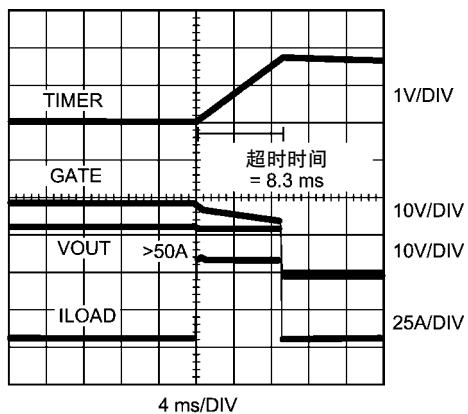 TIMER
1V/DIV
超时时间
= 8.3 ms
GATE
10V/DIV
VOUT
>50A
10V/DIV
ILOAD
25A/DIV
4 ms/DIV